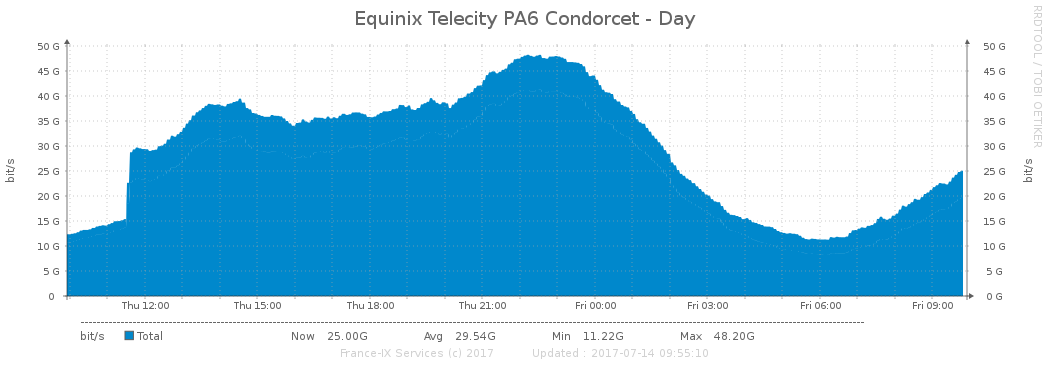 Equinix Telecity PA6 Condorcet - Day
RRDTOOL / TOBI OETIKER
50 G 50 G
45 G 45 G
40 G 40 G
35 G 35 G
30 G 30 G
25 G 25 G
20 G 20 G
15 G 15 G
10 G 10 G
5 G 5 G
0 0 G
bit/s bit/s
Thu 12:00 Thu 15:00 Thu 18:00 Thu 21:00 Fri 00:00 Fri 03:00 Fri 06:00 Fri 09:00
bit/s Total Now 25.00G Avg 29.54G Min 11.22G Max 48.20G
France-IX Services (c) 2017 Updated : 2017-07-14 09:55:10